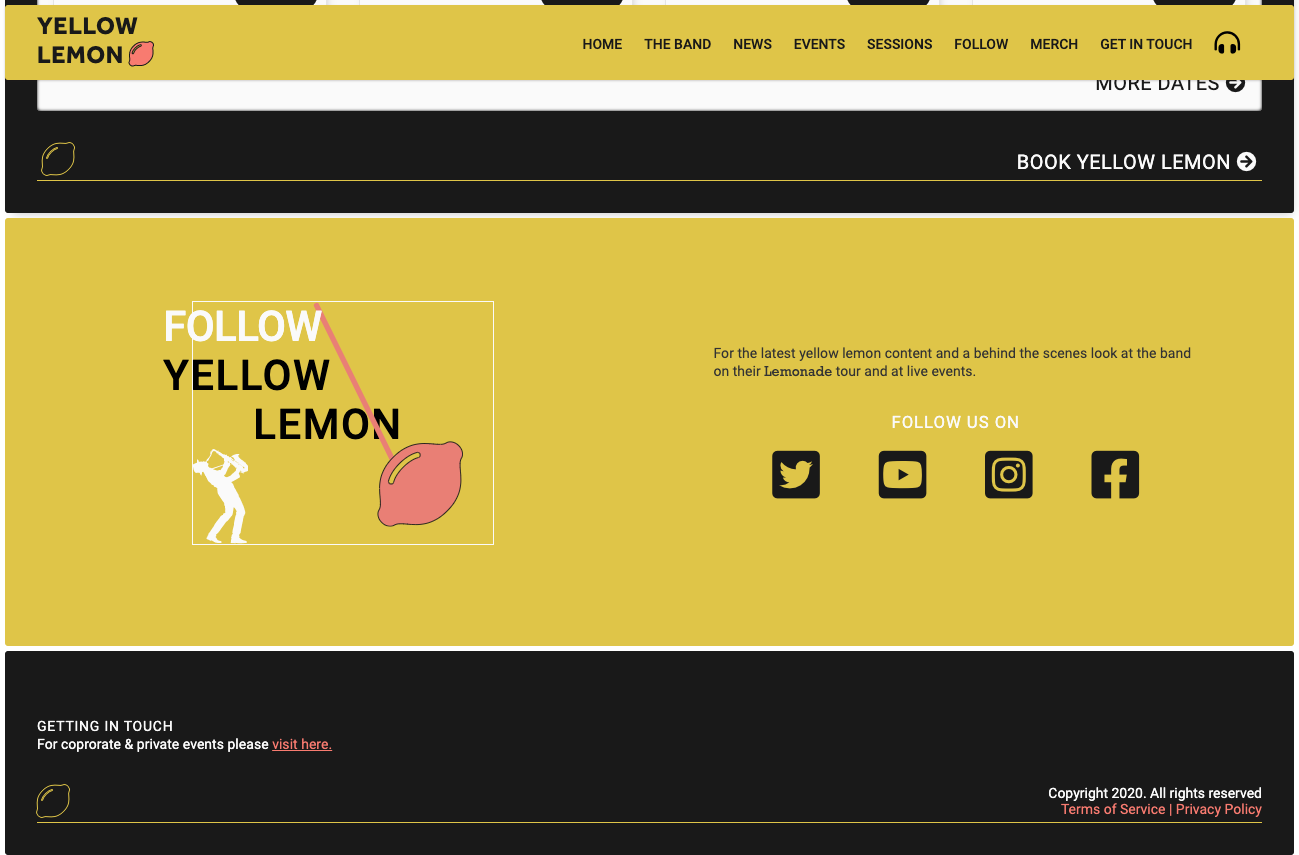 YELLOW
LEMON
HOME THE BAND NEWS EVENTS SESSIONS FOLLOW MERCH GET IN TOUCH
MORE DATES
BOOK YELLOW LEMON
FOLLOW
YELLOW
LEMON
For the latest yellow lemon content and a behind the scenes look at the band
on their Lemonade tour and at live events.
FOLLOW US ON
GETTING IN TOUCH
For coprorate & private events please visit here.
Copyright 2020. All rights reserved
Terms of Service | Privacy Policy